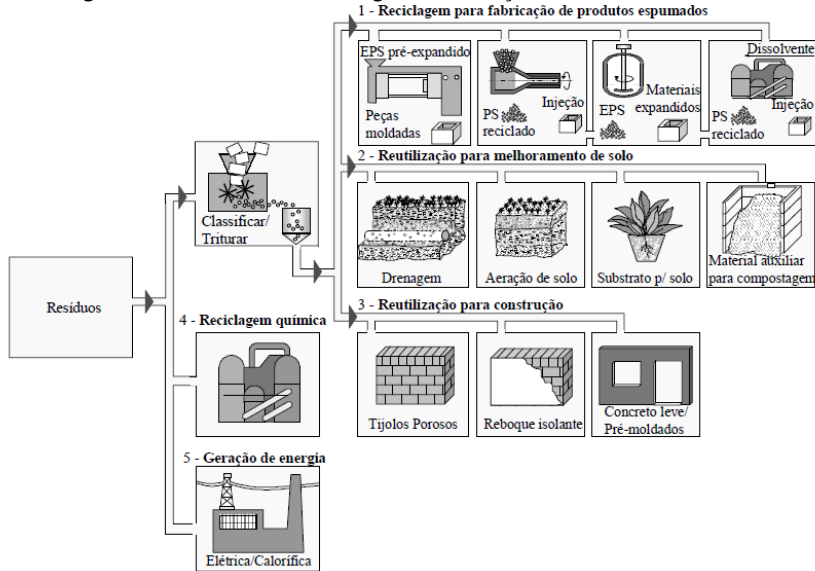 1 - Reciclagem para fabricação de produtos espumados
EPS pré-expandido
Peças
moldadas
PS
reciclado
Injeção
EPS
Materiais
expandidos
Dissolvente
PS
reciclado
Injeção
Classificar/
Triturar
2 - Reutilização para melhoramento de solo
Drenagem
Aeração de solo
Substrato p/ solo
Material auxiliar
para compostagem
Resíduos
3 - Reutilização para construção
Tijolos Porosos
Reboque isolante
Concreto leve/
Pré-moldados
4 - Reciclagem química
5 - Geração de energia
Elétrica/Calorífica